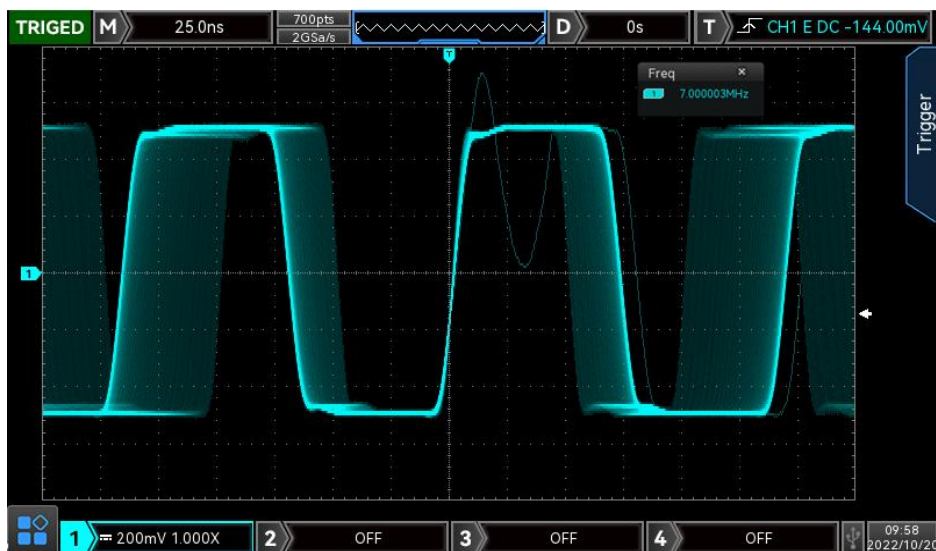 TRIGED M 25.0ns 700pts 2GSa/s D 0s T CH1 E DC -144.00mV
T
Freq ×
1 7.000003MHz
Trigger
1
1 200mV 1.000X 2 OFF 3 OFF 4 OFF 09:58
2022/10/20